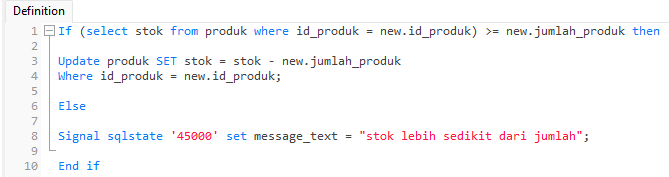 Definition
1 If (select stok from produk where id_produk = new.id_produk) >= new.jumlah_produk then
2
3 Update produk SET stok = stok - new.jumlah_produk
4 Where id_produk = new.id_produk;
5
6 Else
7
8 Signal sqlstate '45000' set message_text = "stok lebih sedikit dari jumlah";
9
10 End if